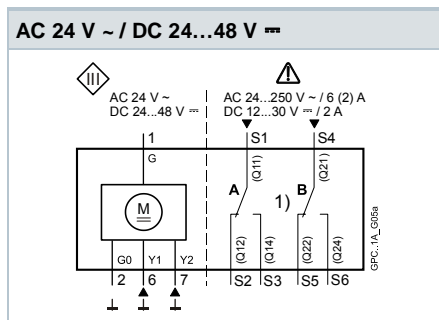 AC 24 V ~ / DC 24...48 V ⎓
III
AC 24 V ~
DC 24...48 V ⎓
AC 24...250 V ~ / 6 (2) A
DC 12...30 V ⎓ / 2 A
1 S1 S4
G (Q11) (Q21)
A 1) B
M
(Q12) (Q14) (Q22) (Q24)
G0 Y1 Y2
2 6 7 S2 S3 S5 S6
GPC..1A_G05a